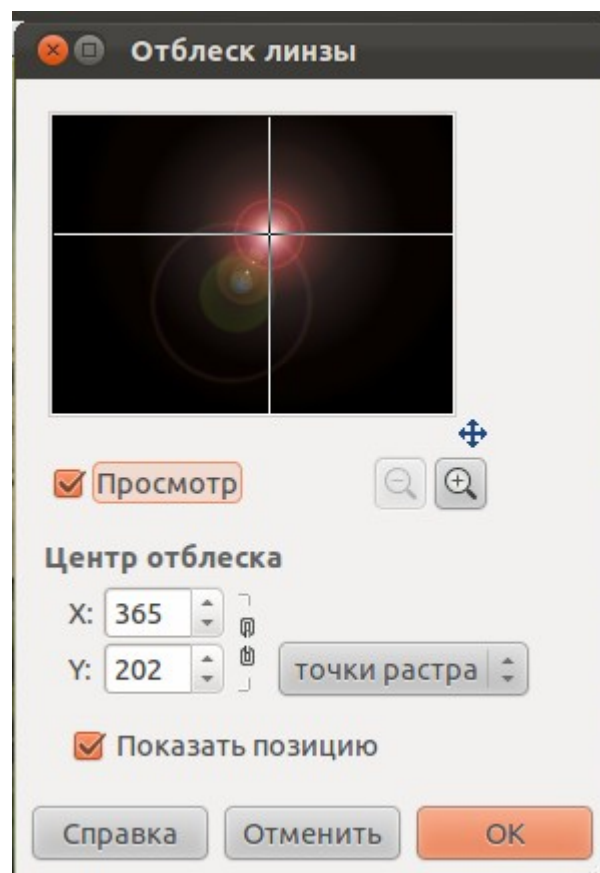 Отблеск линзы
Просмотр
Центр отблеска
X: 365
Y: 202 точки растра
Показать позицию
Справка Отменить OK